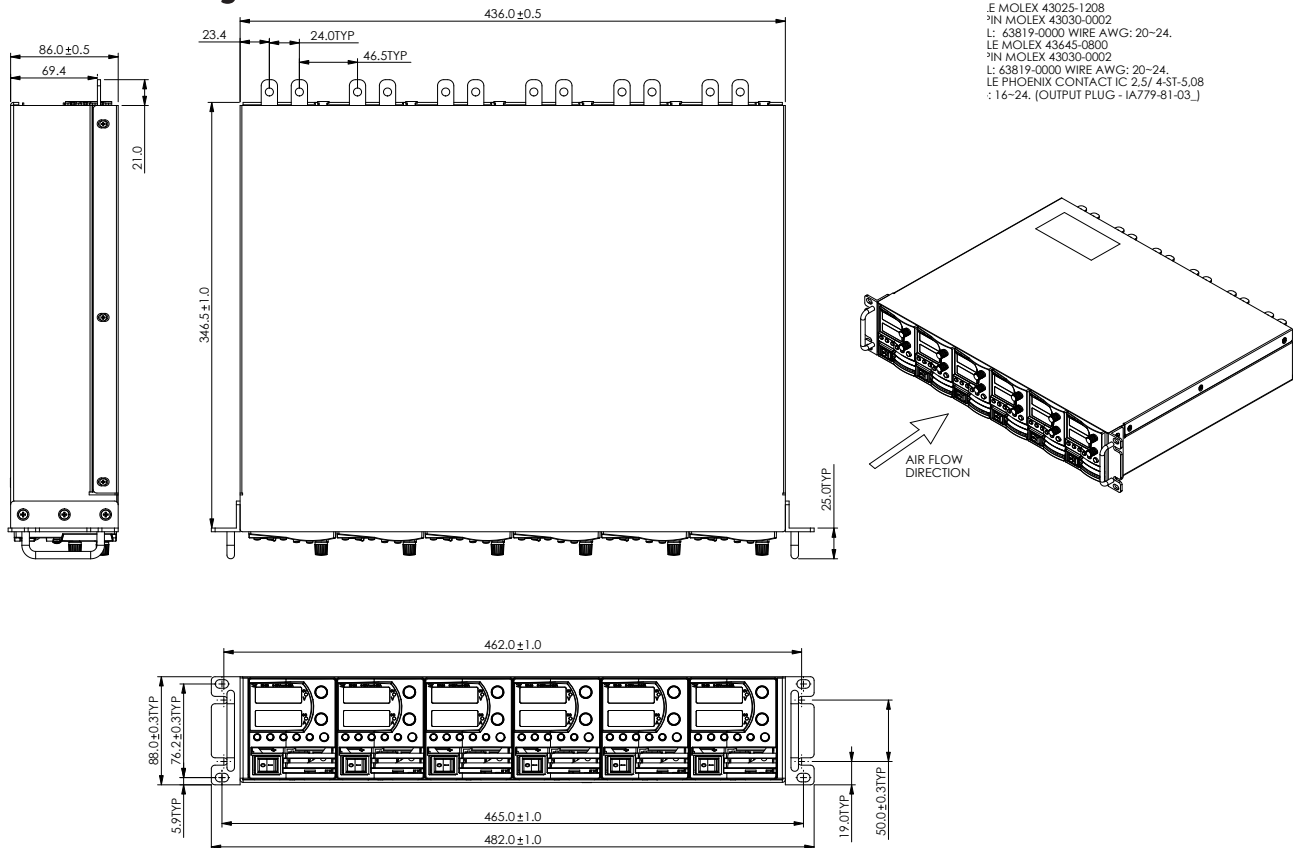 436.0±0.5
23.4
24.0TYP
46.5TYP
86.0±0.5
69.4
21.0
346.5±1.0
25.0TYP
E MOLEX 43025-1208
PIN MOLEX 43030-0002
L: 63819-0000 WIRE AWG: 20~24.
LE MOLEX 43645-0800
PIN MOLEX 43030-0002
L: 63819-0000 WIRE AWG: 20~24.
LE PHOENIX CONTACT IC 2,5/ 4-ST-5,08
: 16~24. (OUTPUT PLUG - IA779-81-03_)
AIR FLOW
DIRECTION
462.0±1.0
88.0±0.3TYP
76.2±0.3TYP
5.9TYP
465.0±1.0
482.0±1.0
19.0TYP
50.0±0.3TYP